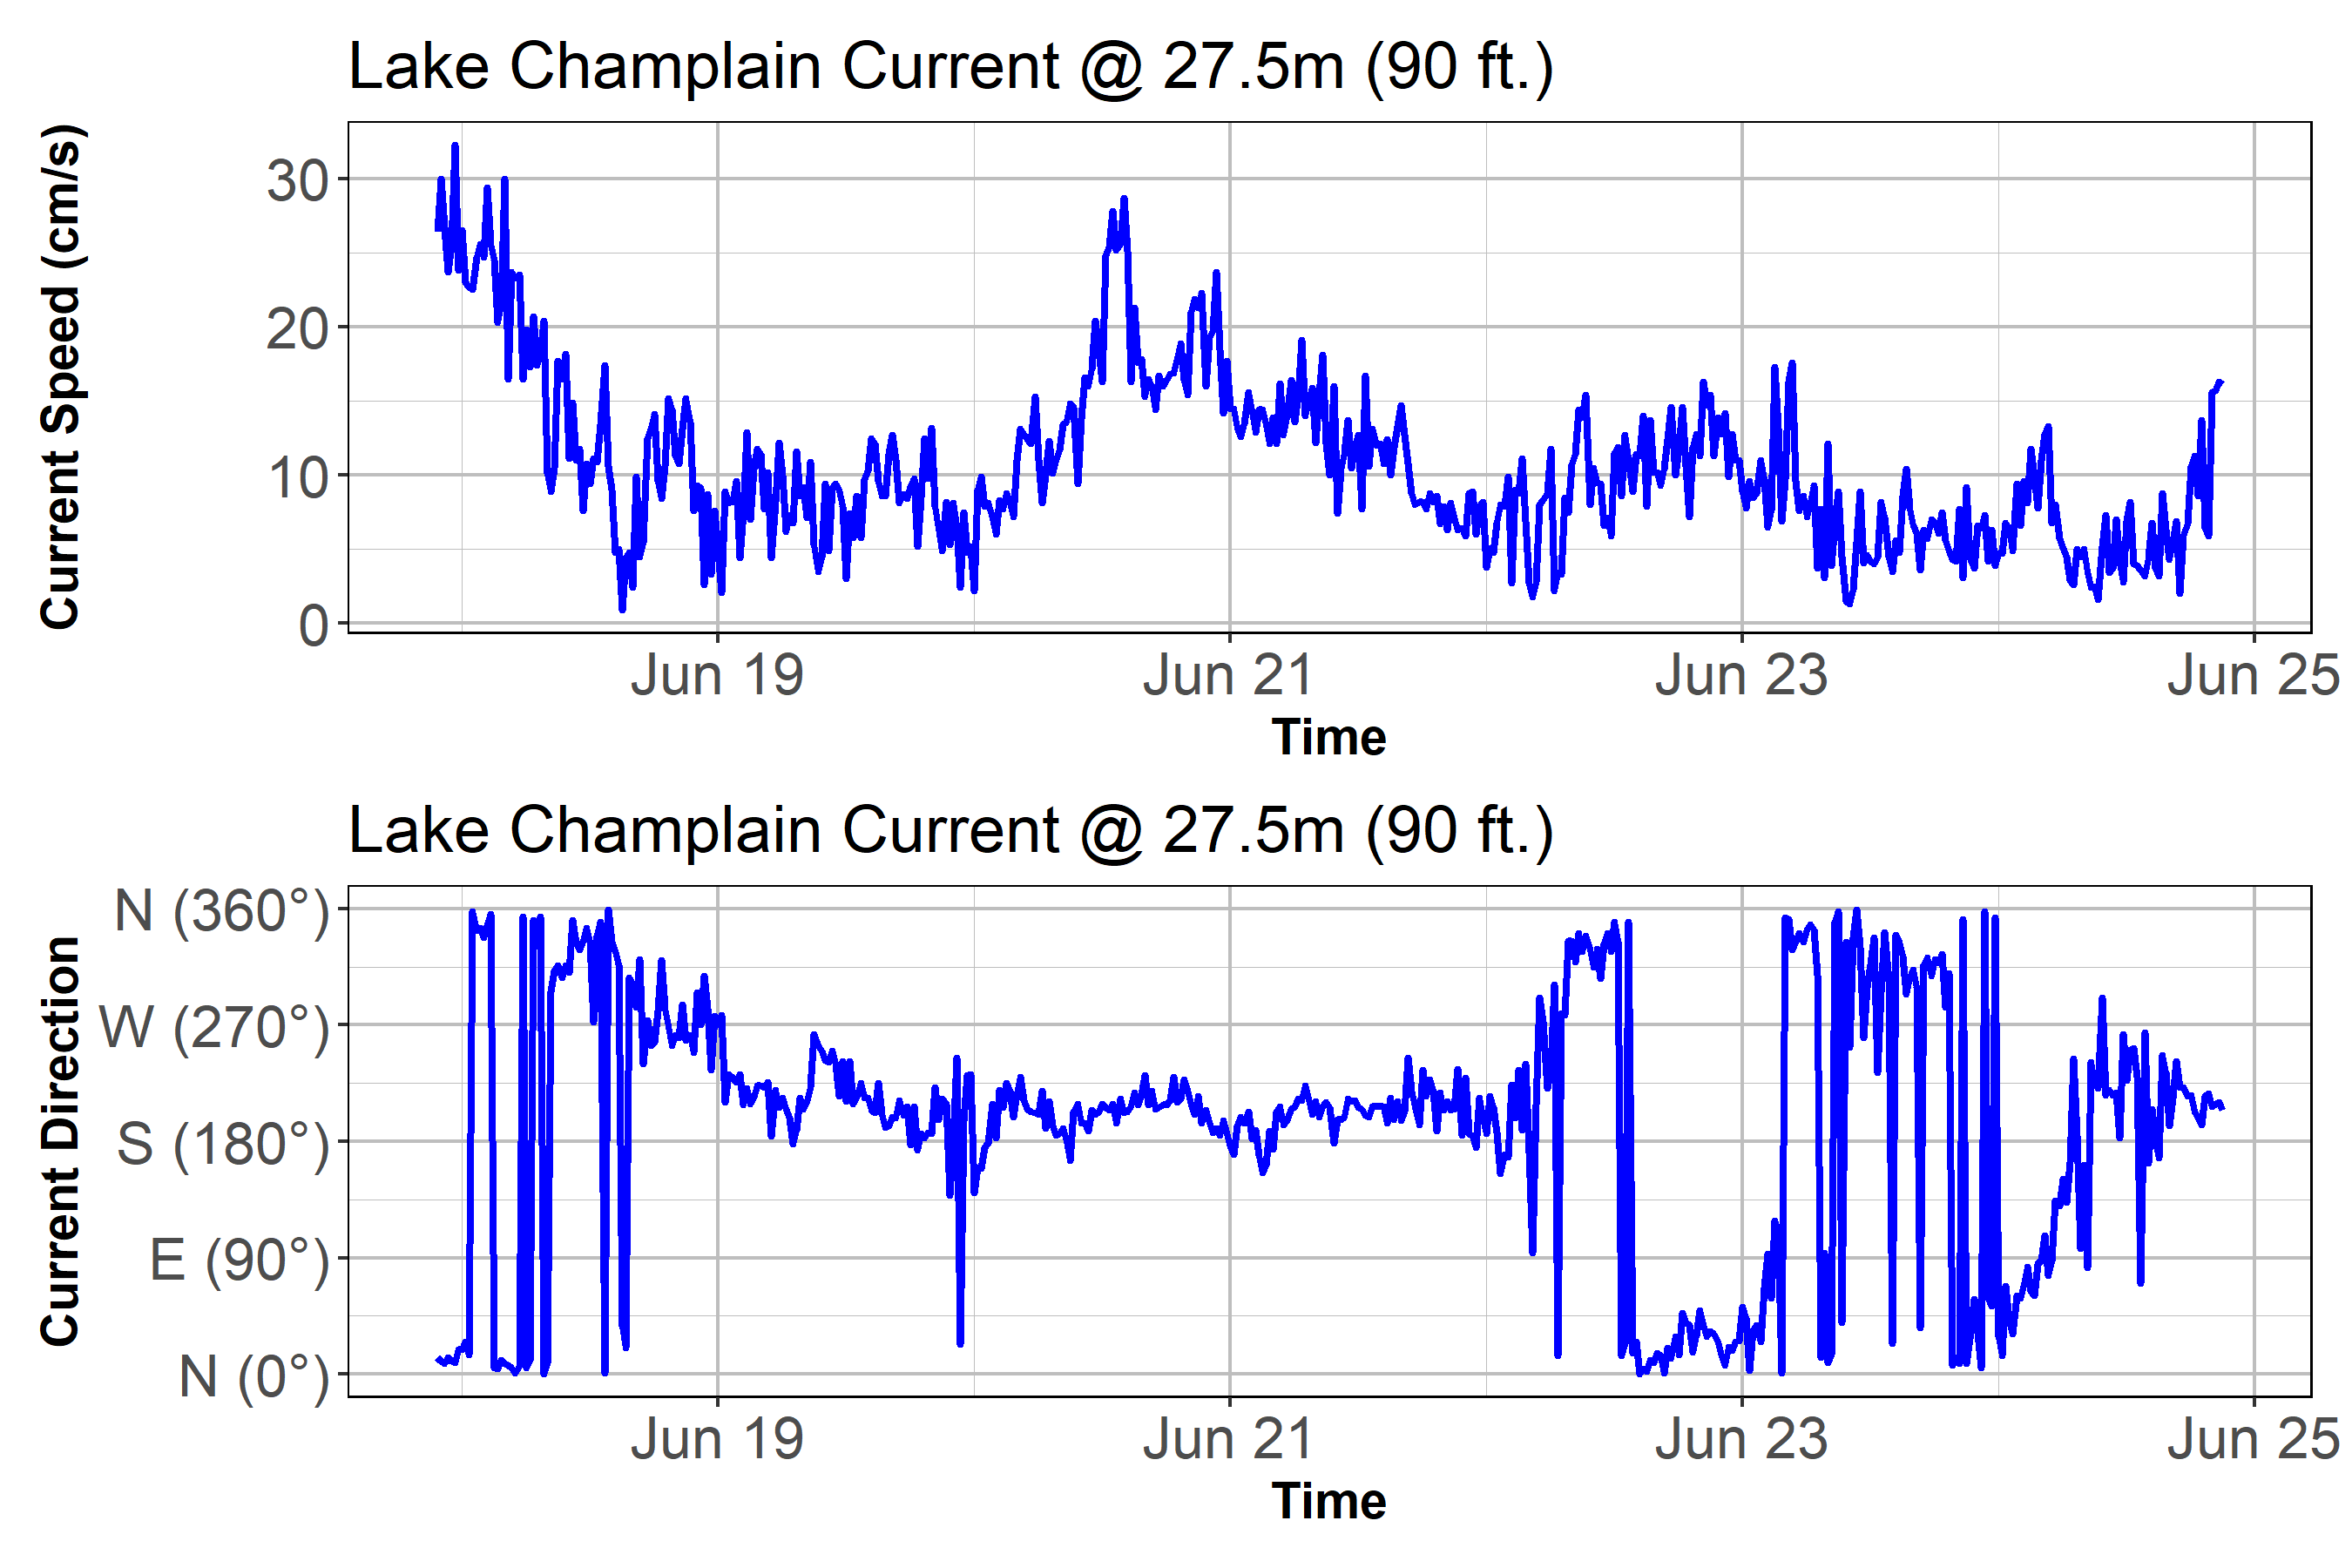 Lake Champlain Current @ 27.5m (90 ft.)
Current Speed (cm/s)
30
20
10
0
Jun 19 Jun 21 Jun 23 Jun 25
Time
Lake Champlain Current @ 27.5m (90 ft.)
Current Direction
N (360°)
W (270°)
S (180°)
E (90°)
N (0°)
Jun 19 Jun 21 Jun 23 Jun 25
Time